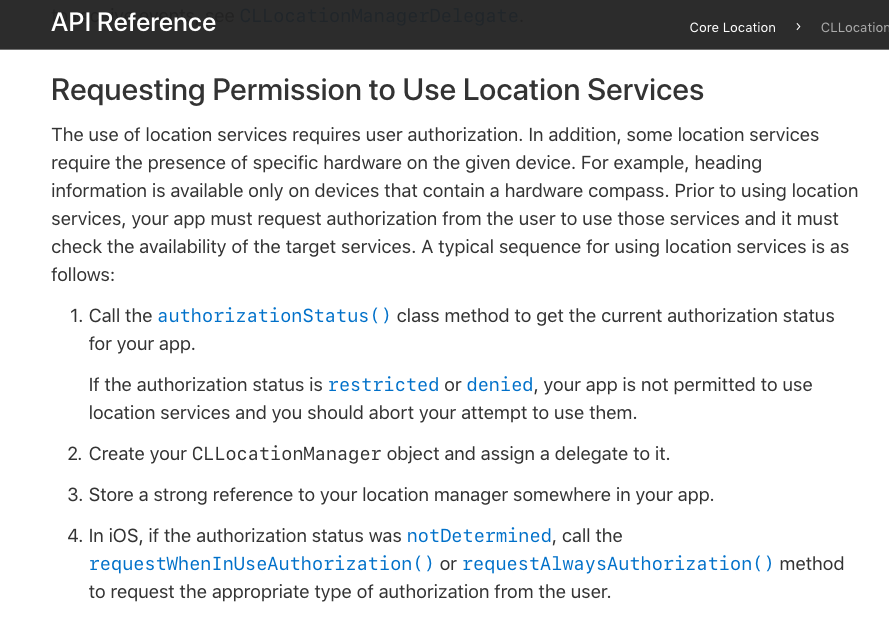 tive events, see CLLocationManagerDelegate.
API Reference
Core Location › CLLocation
Requesting Permission to Use Location Services
The use of location services requires user authorization. In addition, some location services
require the presence of specific hardware on the given device. For example, heading
information is available only on devices that contain a hardware compass. Prior to using location
services, your app must request authorization from the user to use those services and it must
check the availability of the target services. A typical sequence for using location services is as
follows:
1. Call the authorizationStatus() class method to get the current authorization status
for your app.
If the authorization status is restricted or denied, your app is not permitted to use
location services and you should abort your attempt to use them.
2. Create your CLLocationManager object and assign a delegate to it.
3. Store a strong reference to your location manager somewhere in your app.
4. In iOS, if the authorization status was notDetermined, call the
requestWhenInUseAuthorization() or requestAlwaysAuthorization() method
to request the appropriate type of authorization from the user.